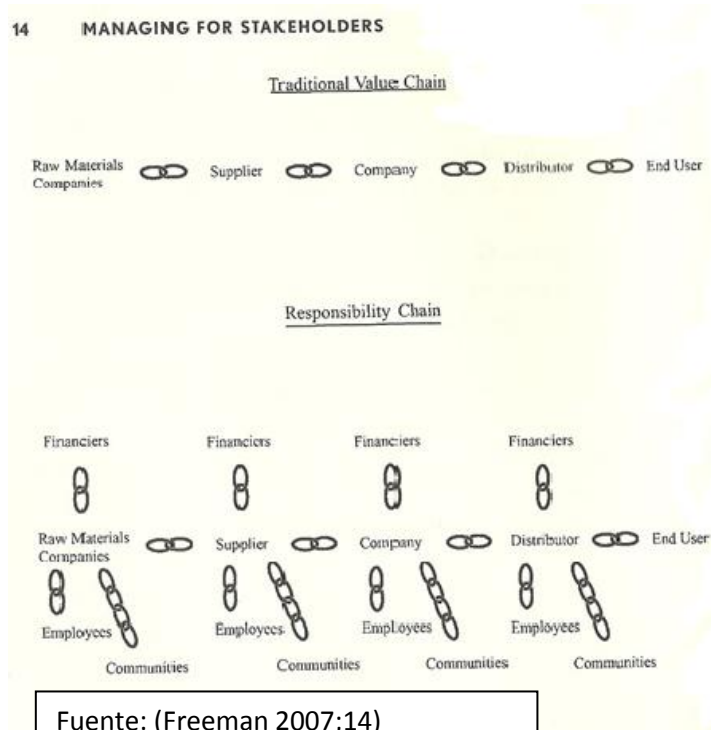 14 MANAGING FOR STAKEHOLDERS
Traditional Value Chain
Raw Materials Companies Supplier Company Distributor End User
Responsibility Chain
Financiers Financiers Financiers Financiers
Raw Materials Companies Supplier Company Distributor End User
Employees Employees Employees Employees
Communities Communities Communities Communities
Fuente: (Freeman 2007:14)